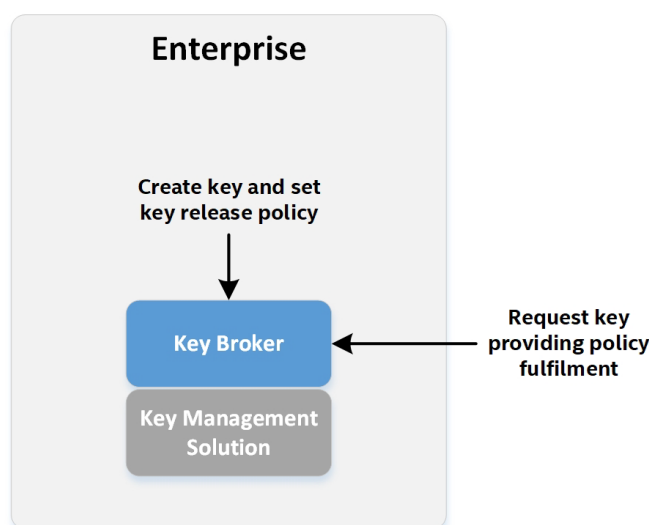 Enterprise
Create key and set
key release policy
Key Broker
Request key
providing policy
fulfilment
Key Management
Solution